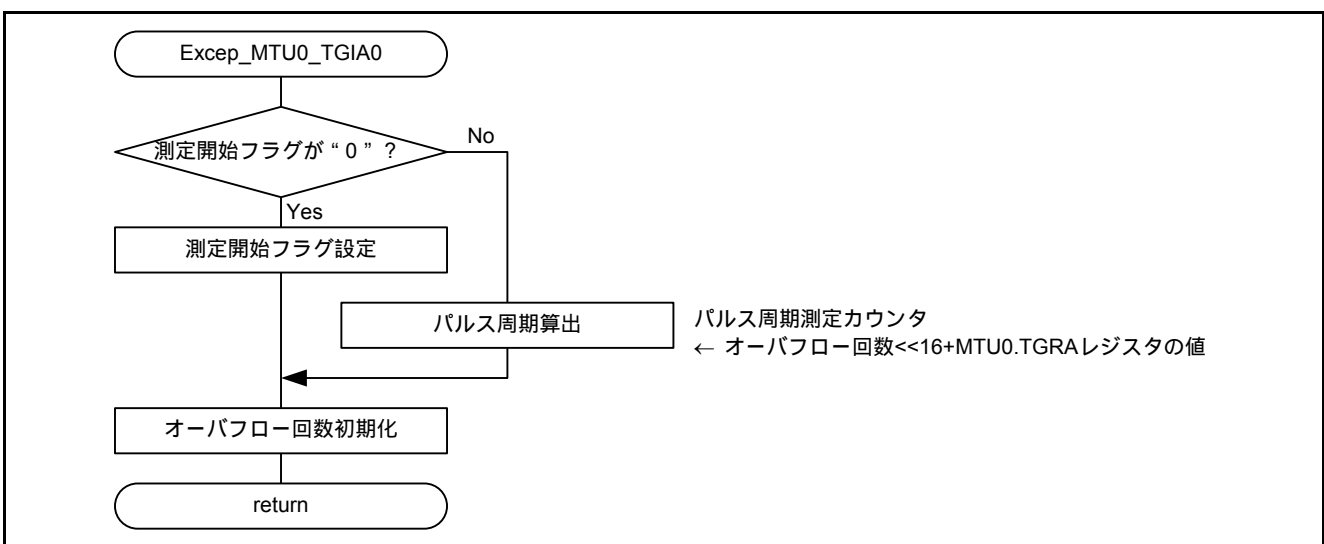 Excep_MTU0_TGIA0
測定開始フラグが“0”?
No
Yes
測定開始フラグ設定
パルス周期算出
パルス周期測定カウンタ
← オーバフロー回数<<16+MTU0.TGRAレジスタの値
オーバフロー回数初期化
return